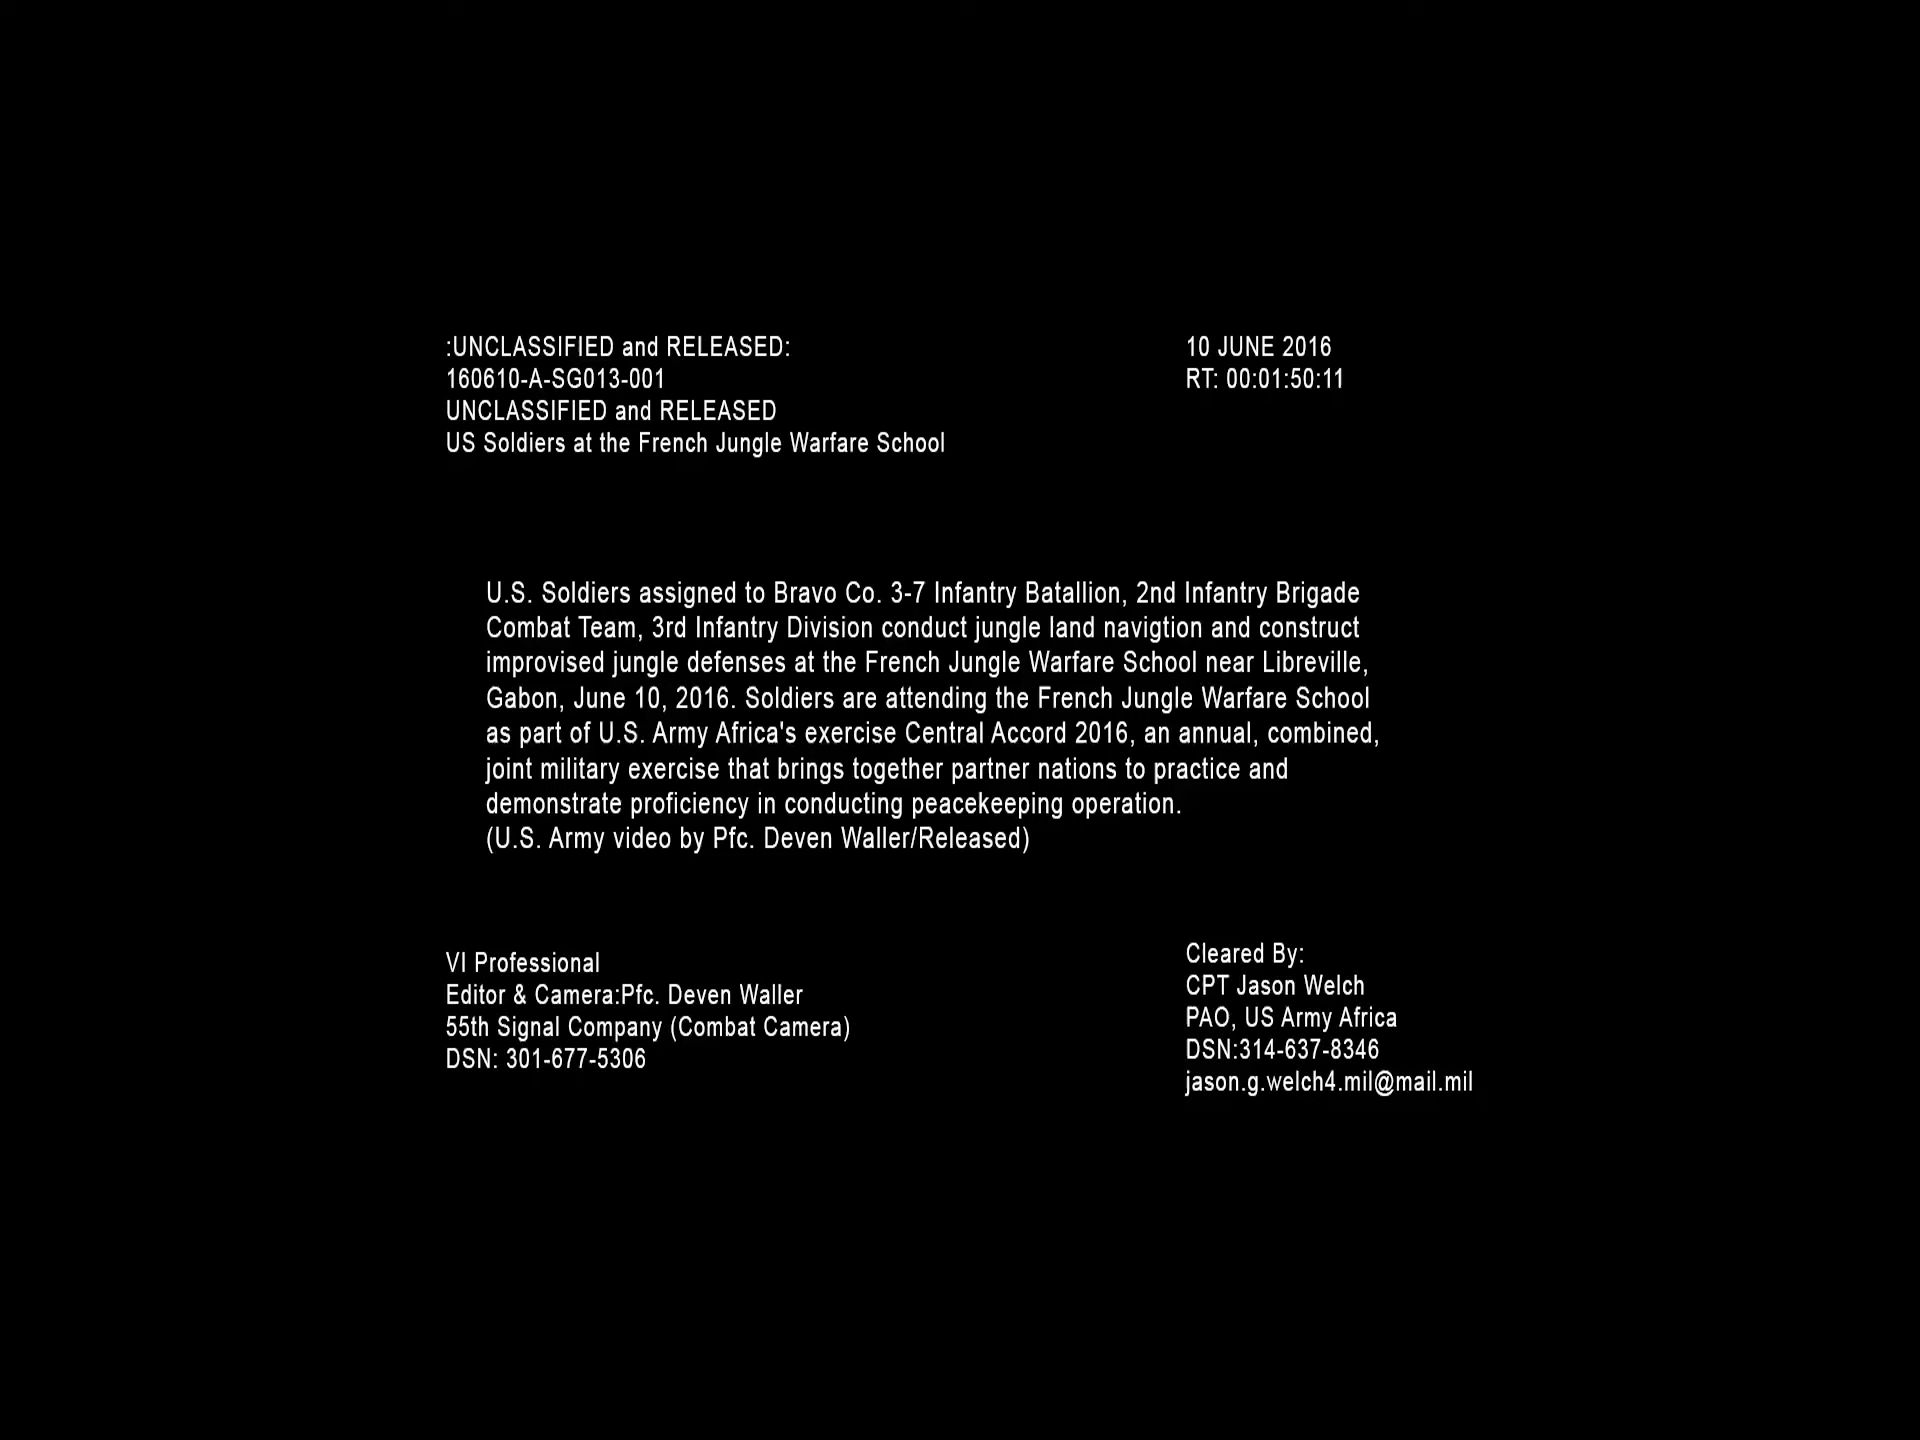 :UNCLASSIFIED and RELEASED:
160610-A-SG013-001
UNCLASSIFIED and RELEASED
US Soldiers at the French Jungle Warfare School
10 JUNE 2016
RT: 00:01:50:11
U.S. Soldiers assigned to Bravo Co. 3-7 Infantry Batallion, 2nd Infantry Brigade
Combat Team, 3rd Infantry Division conduct jungle land navigtion and construct
improvised jungle defenses at the French Jungle Warfare School near Libreville,
Gabon, June 10, 2016. Soldiers are attending the French Jungle Warfare School
as part of U.S. Army Africa's exercise Central Accord 2016, an annual, combined,
joint military exercise that brings together partner nations to practice and
demonstrate proficiency in conducting peacekeeping operation.
(U.S. Army video by Pfc. Deven Waller/Released)
VI Professional
Editor & Camera:Pfc. Deven Waller
55th Signal Company (Combat Camera)
DSN: 301-677-5306
Cleared By:
CPT Jason Welch
PAO, US Army Africa
DSN:314-637-8346
jason.g.welch4.mil@mail.mil